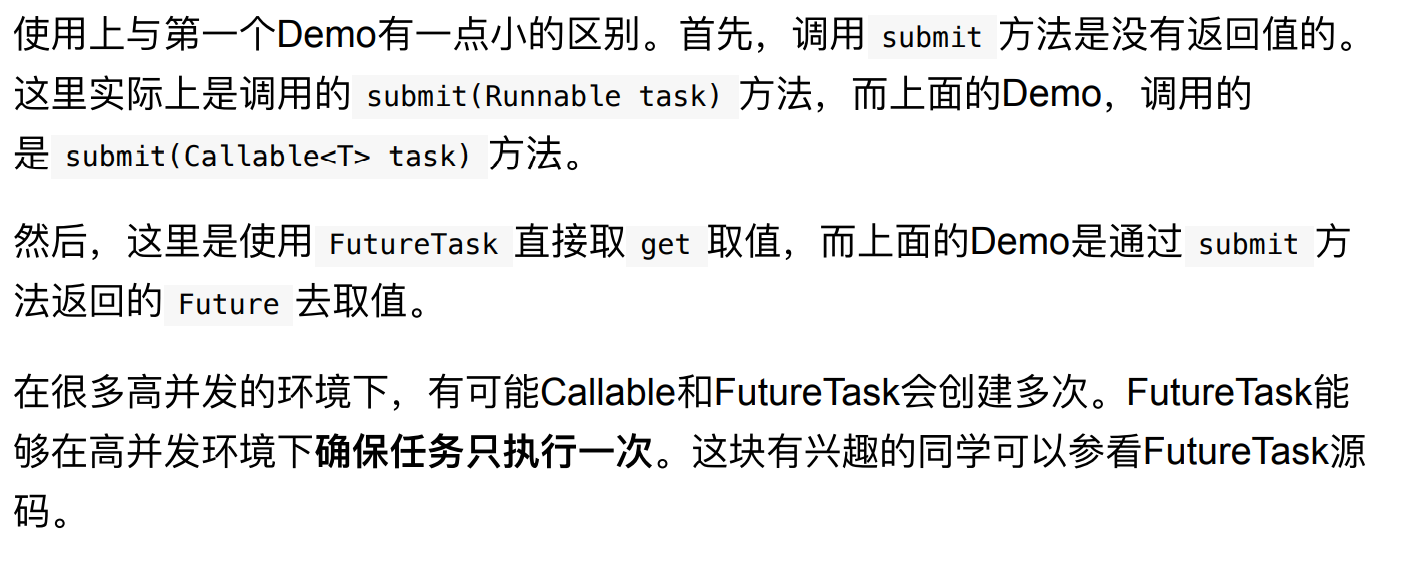 使用上与第一个Demo有一点小的区别。首先，调用 submit 方法是没有返回值的。
这里实际上是调用的 submit(Runnable task) 方法，而上面的Demo，调用的
是 submit(Callable<T> task) 方法。
然后，这里是使用 FutureTask 直接取 get 取值，而上面的Demo是通过 submit 方
法返回的 Future 去取值。
在很多高并发的环境下，有可能Callable和FutureTask会创建多次。FutureTask能
够在高并发环境下确保任务只执行一次。这块有兴趣的同学可以参看FutureTask源
码。